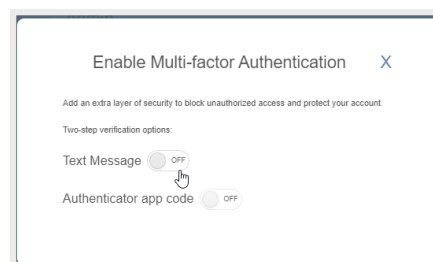 Enable Multi-factor Authentication X
Add an extra layer of security to block unauthorized access and protect your account.
Two-step verification options:
Text Message OFF
Authenticator app code OFF